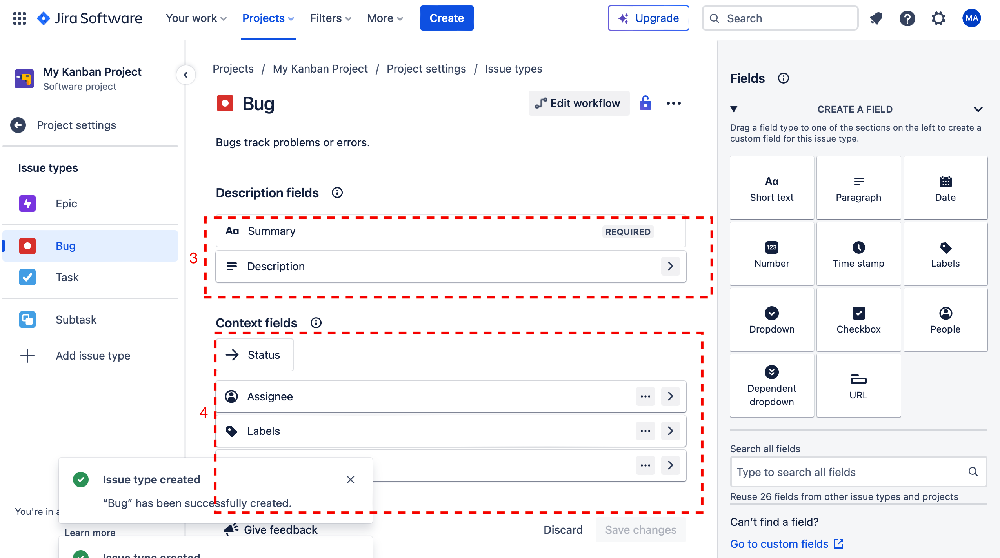 Jira Software
Your work
Projects
Filters
More
Create
Upgrade
Search
MA
My Kanban Project
Software project
Project settings
Issue types
Epic
Bug
Task
Subtask
Add issue type
Projects / My Kanban Project / Project settings / Issue types
Bug
Edit workflow
Bugs track problems or errors.
Description fields
3
Aa Summary REQUIRED
Description
Context fields
4
Status
Assignee
Labels
Issue type created
“Bug” has been successfully created.
You're in a
Learn more
Issue type created
Give feedback
Discard
Save changes
Fields
CREATE A FIELD
Drag a field type to one of the sections on the left to create a
custom field for this issue type.
Aa
Short text
Paragraph
Date
123
Number
Time stamp
Labels
Dropdown
Checkbox
People
Dependent
dropdown
URL
Search all fields
Type to search all fields
Reuse 26 fields from other issue types and projects
Can’t find a field?
Go to custom fields